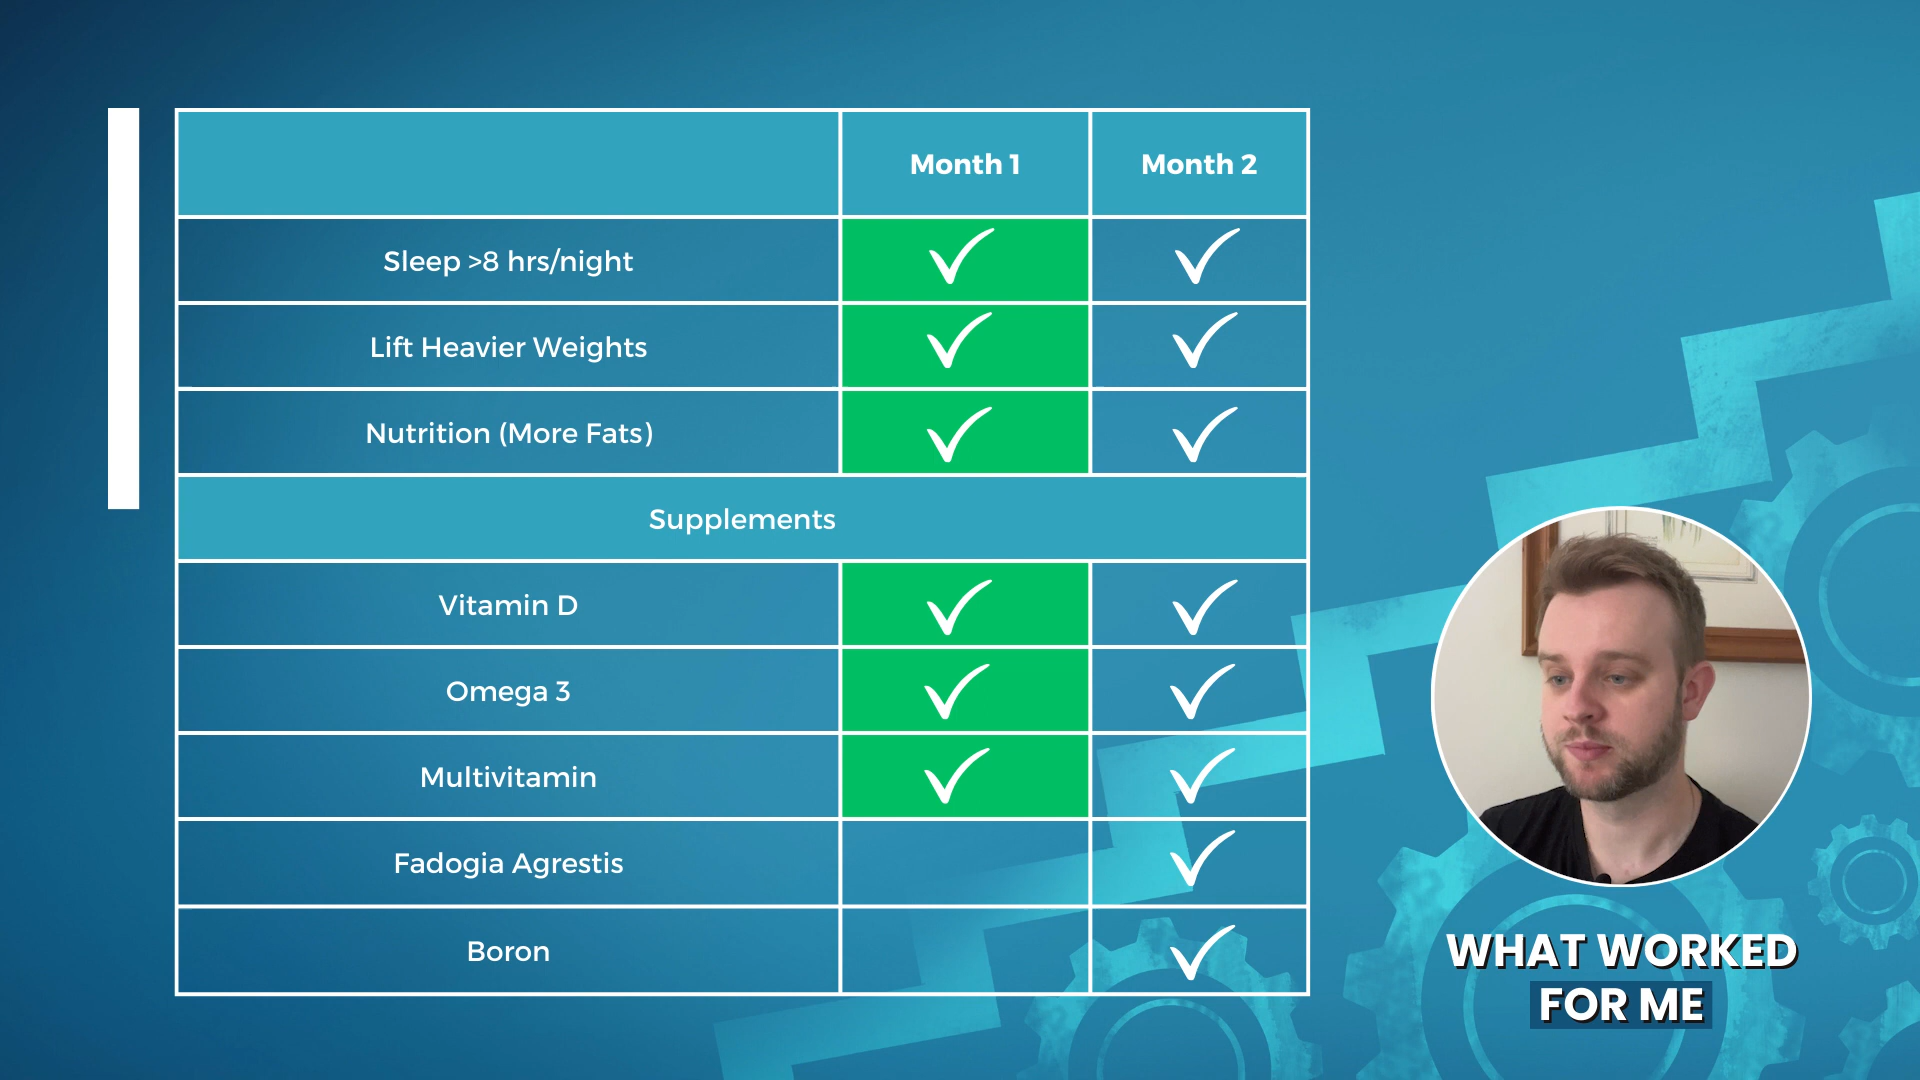 Month 1 Month 2
Sleep >8 hrs/night
Lift Heavier Weights
Nutrition (More Fats)
Supplements
Vitamin D
Omega 3
Multivitamin
Fadogia Agrestis
Boron
WHAT WORKED
FOR ME